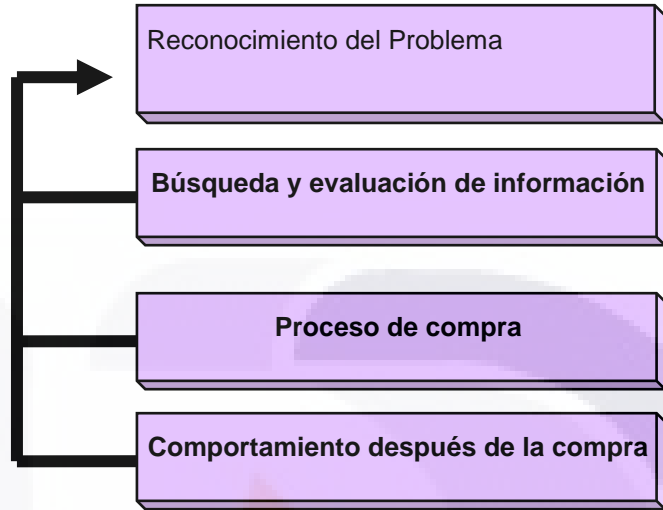 Reconocimiento del Problema
Búsqueda y evaluación de información
Proceso de compra
Comportamiento después de la compra